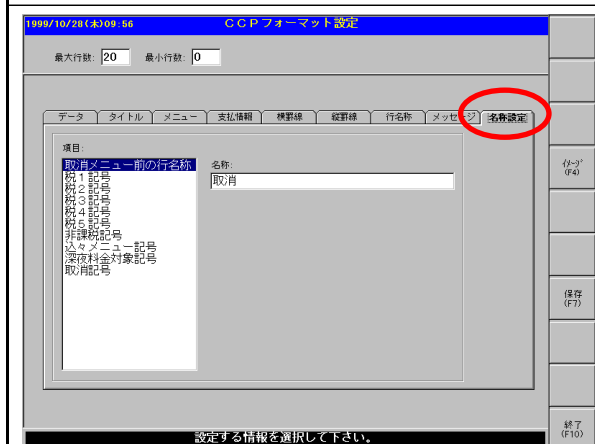 1999/10/28(木)09:56 CCPフォーマット設定
最大行数: 20 最小行数: 0
データ タイトル メニュー 支払情報 横罫線 縦罫線 行名称 メッセージ 名称設定
項目:
取消メニュー前の行名称
税1記号
税2記号
税3記号
税4記号
税5記号
非課税記号
込々メニュー記号
深夜料金対象記号
取消記号
名称:
取消
イメージ
(F4)
保存
(F7)
終了
(F10)
設定する情報を選択して下さい。